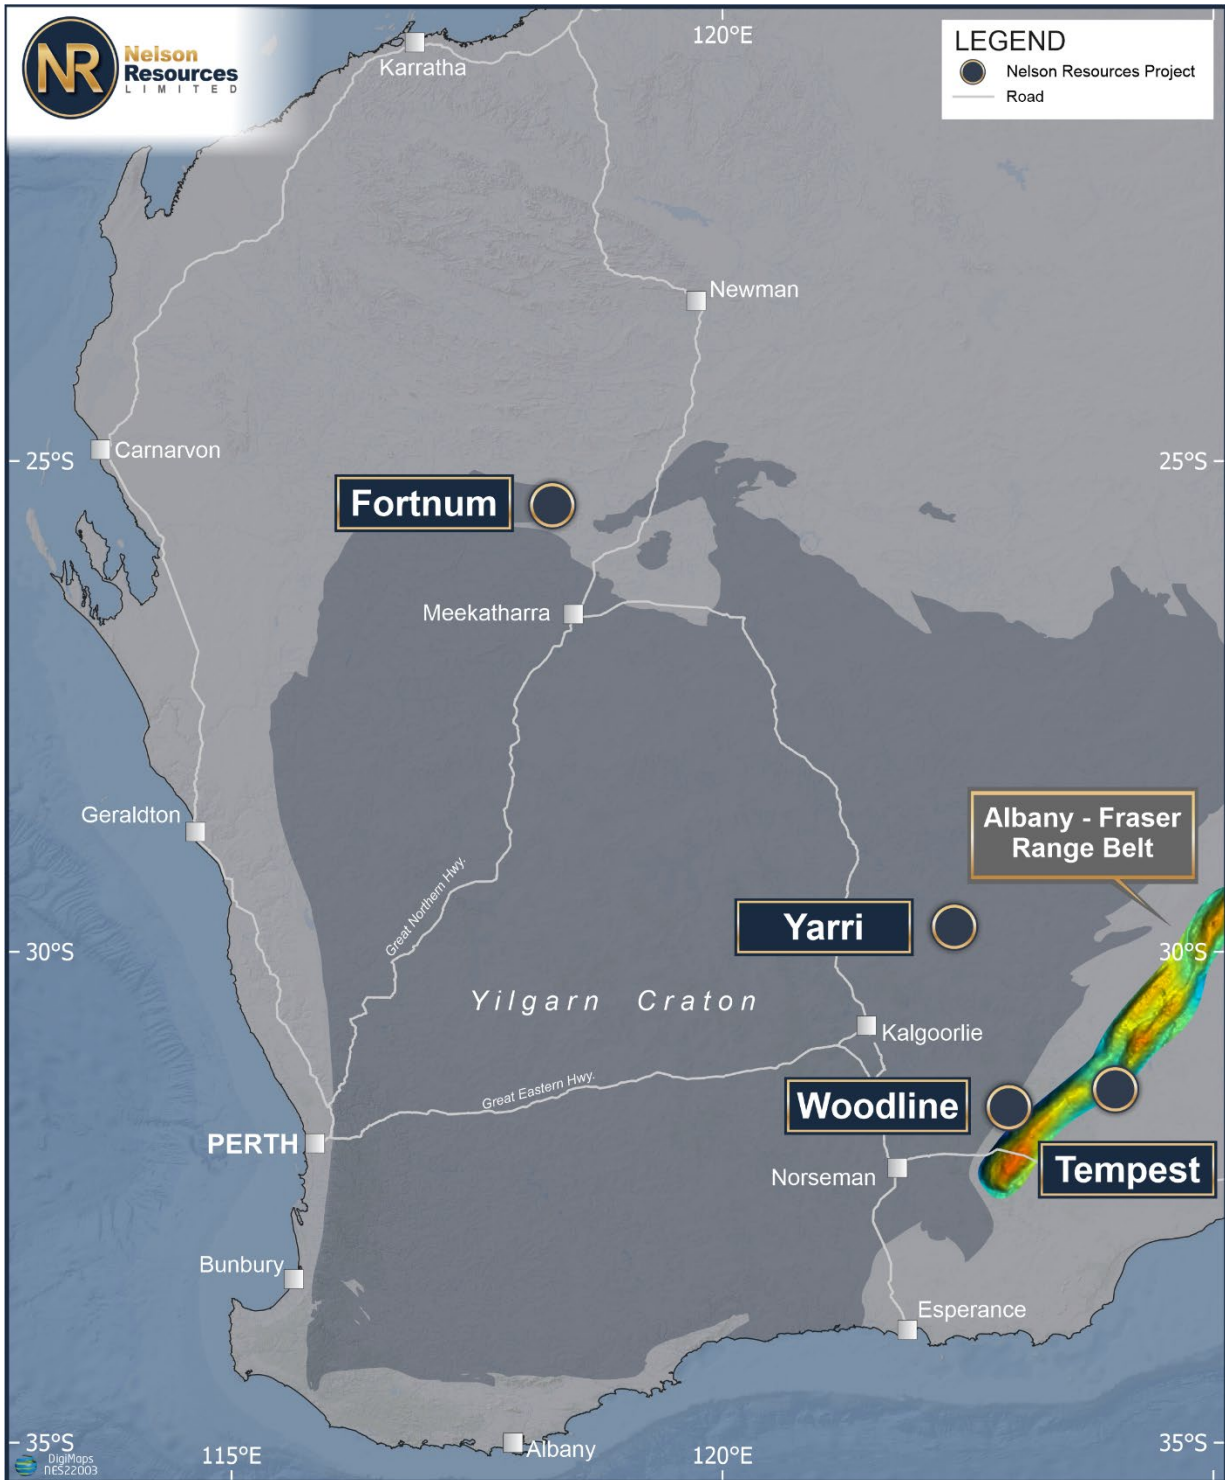 NR
Nelson
Resources
LIMITED
120°E
LEGEND
Nelson Resources Project
Road
Karratha
Newman
Carnarvon
25°S
25°S
Fortnum
Meekatharra
Geraldton
Albany - Fraser
Range Belt
Great Northern Hwy.
Yarri
30°S
30°S
Yilgarn Craton
Kalgoorlie
Great Eastern Hwy.
Woodline
PERTH
Norseman
Tempest
Bunbury
Esperance
35°S
35°S
DigiMaps
NES22003
115°E
120°E
Albany